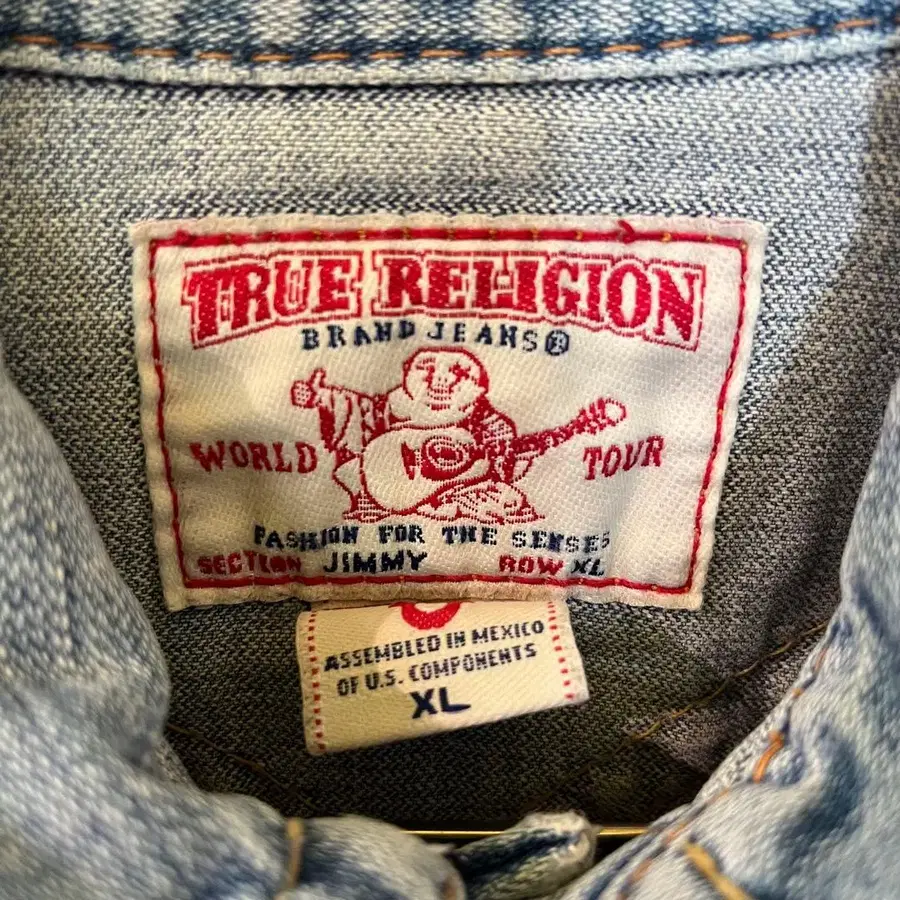 TRUE RELIGION
BRAND JEANS®
WORLD TOUR
FASHION FOR THE SENSES
SECTION JIMMY ROW XL
ASSEMBLED IN MEXICO
OF U.S. COMPONENTS
XL